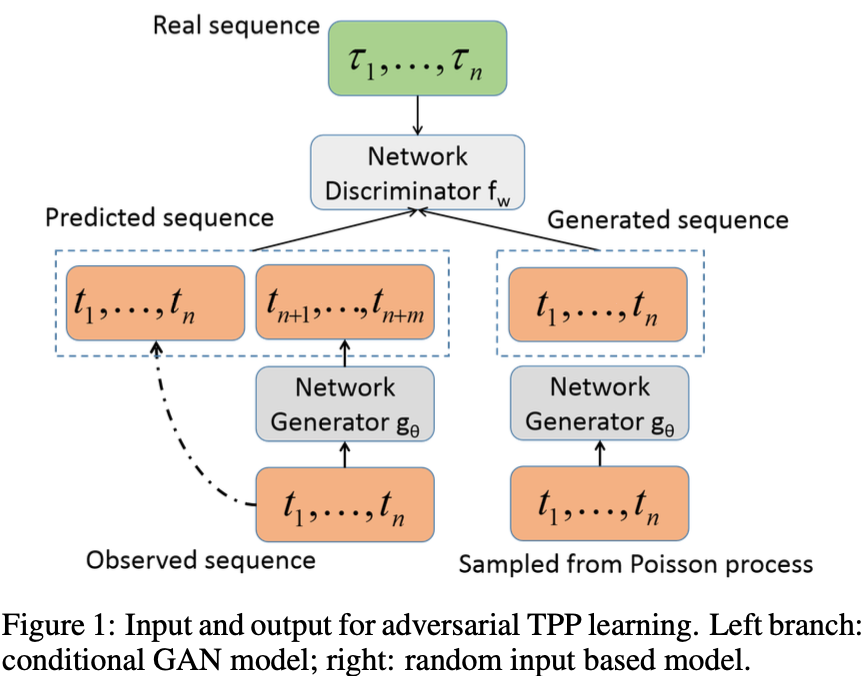 Real sequence
τ1,...,τn
Network
Discriminator fw
Predicted sequence
Generated sequence
t1,...,tn
tn+1,...,tn+m
t1,...,tn
Network
Generator gθ
Network
Generator gθ
t1,...,tn
t1,...,tn
Observed sequence
Sampled from Poisson process
Figure 1: Input and output for adversarial TPP learning. Left branch:
conditional GAN model; right: random input based model.